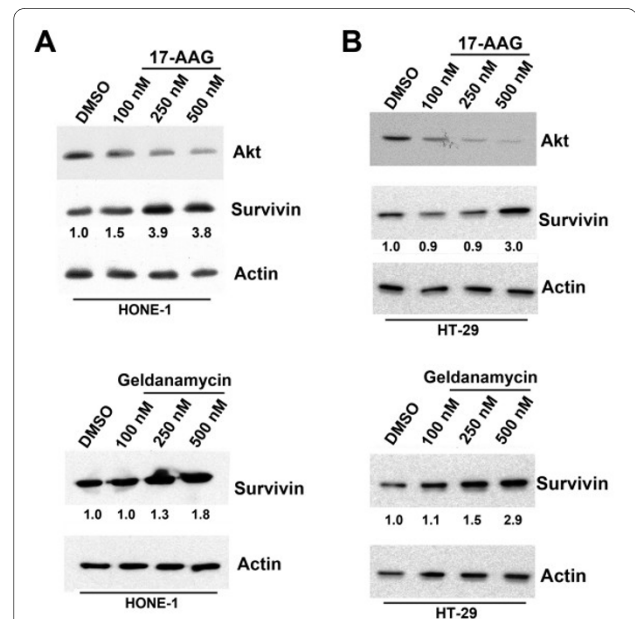 A
17-AAG
DMSO 100 nM 250 nM 500 nM
Akt
Survivin
1.0 1.5 3.9 3.8
Actin
HONE-1
Geldanamycin
DMSO 100 nM 250 nM 500 nM
Survivin
1.0 1.0 1.3 1.8
Actin
HONE-1
B
17-AAG
DMSO 100 nM 250 nM 500 nM
Akt
Survivin
1.0 0.9 0.9 3.0
Actin
HT-29
Geldanamycin
DMSO 100 nM 250 nM 500 nM
Survivin
1.0 1.1 1.5 2.9
Actin
HT-29